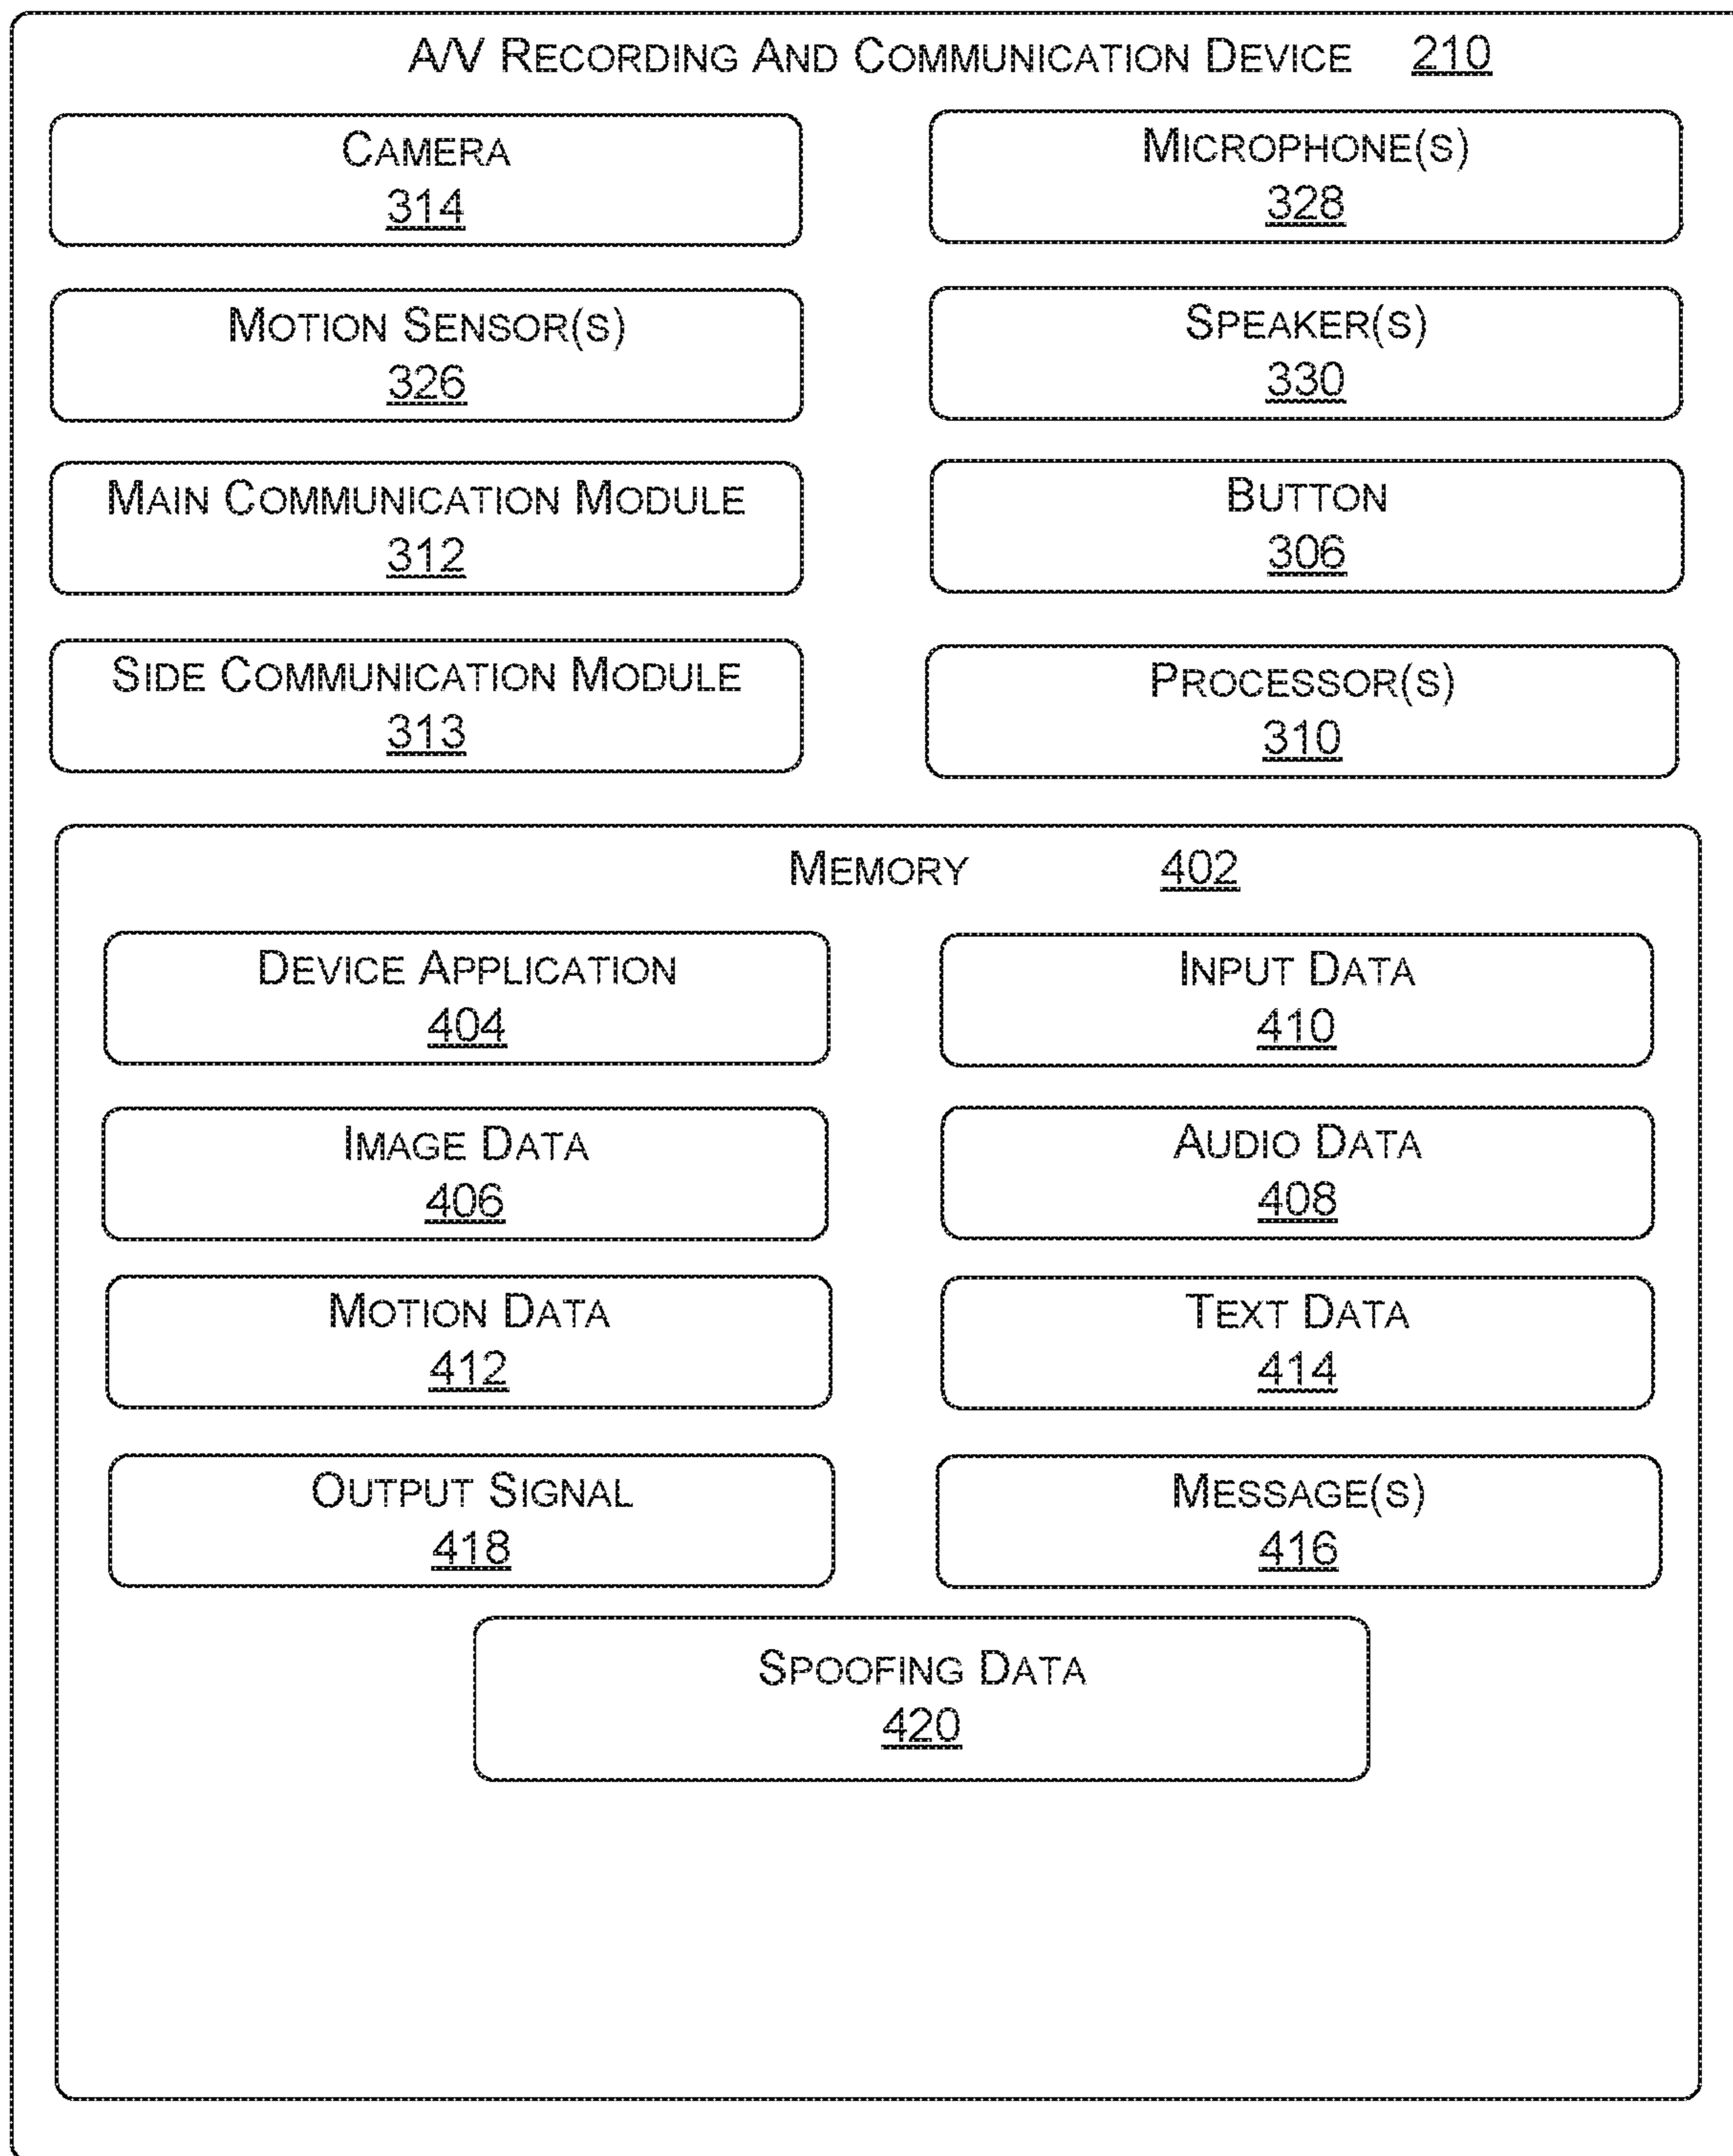 A/V RECORDING AND COMMUNICATION DEVICE 210
CAMERA
314
MICROPHONE(S)
328
MOTION SENSOR(S)
326
SPEAKER(S)
330
MAIN COMMUNICATION MODULE
312
BUTTON
306
SIDE COMMUNICATION MODULE
313
PROCESSOR(S)
310
MEMORY 402
DEVICE APPLICATION
404
INPUT DATA
410
IMAGE DATA
406
AUDIO DATA
408
MOTION DATA
412
TEXT DATA
414
OUTPUT SIGNAL
418
MESSAGE(S)
416
SPOOFING DATA
420